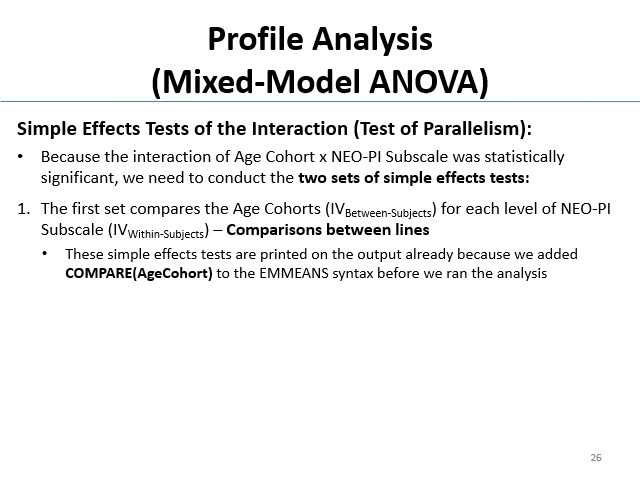 Profile Analysis
(Mixed-Model ANOVA)
Simple Effects Tests of the Interaction (Test of Parallelism):
• Because the interaction of Age Cohort x NEO-PI Subscale was statistically
significant, we need to conduct the two sets of simple effects tests:
1. The first set compares the Age Cohorts (IVBetween-Subjects) for each level of NEO-PI
Subscale (IVWithin-Subjects) – Comparisons between lines
• These simple effects tests are printed on the output already because we added
COMPARE(AgeCohort) to the EMMEANS syntax before we ran the analysis
26